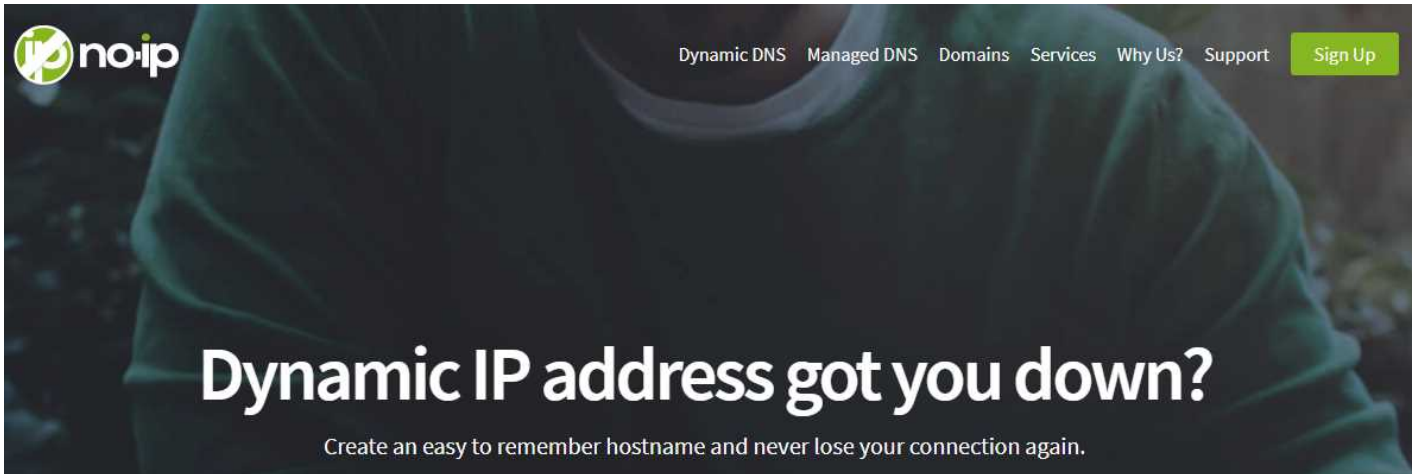 no-ip
Dynamic DNS Managed DNS Domains Services Why Us? Support Sign Up
Dynamic IP address got you down?
Create an easy to remember hostname and never lose your connection again.